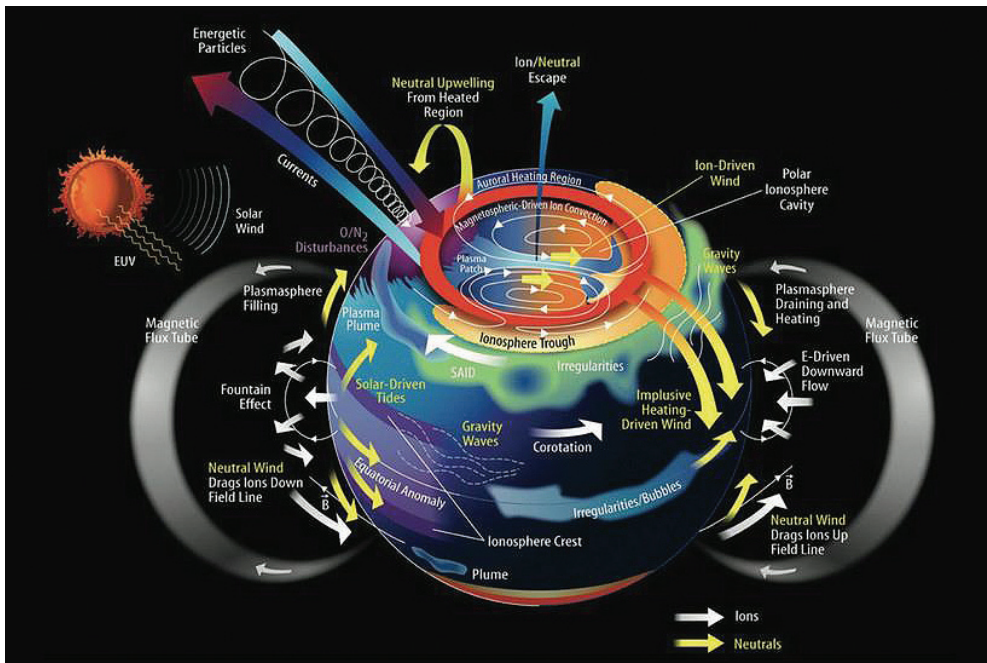 Energetic
Particles
Ion/Neutral
Escape
Neutral Upwelling
From Heated
Region
Currents
Auroral Heating Region
Ion-Driven
Wind
Polar
Ionosphere
Cavity
Magnetospheric-Driven Ion Convection
Solar
Wind
EUV
O/N₂
Disturbances
Plasma
Patch
Gravity
Waves
Plasmasphere
Filling
Plasmasphere
Draining and
Heating
Magnetic
Flux Tube
Plasma
Plume
Ionosphere Trough
Magnetic
Flux Tube
SAID
Irregularities
E-Driven
Downward
Flow
Fountain
Effect
Solar-Driven
Tides
Implusive
Heating-
Driven Wind
Gravity
Waves
Corotation
Neutral Wind
Drags Ions Down
Field Line
B
Equatorial Anomaly
Irregularities/Bubbles
B
Neutral Wind
Drags Ions Up
Field Line
Ionosphere Crest
Plume
Ions
Neutrals